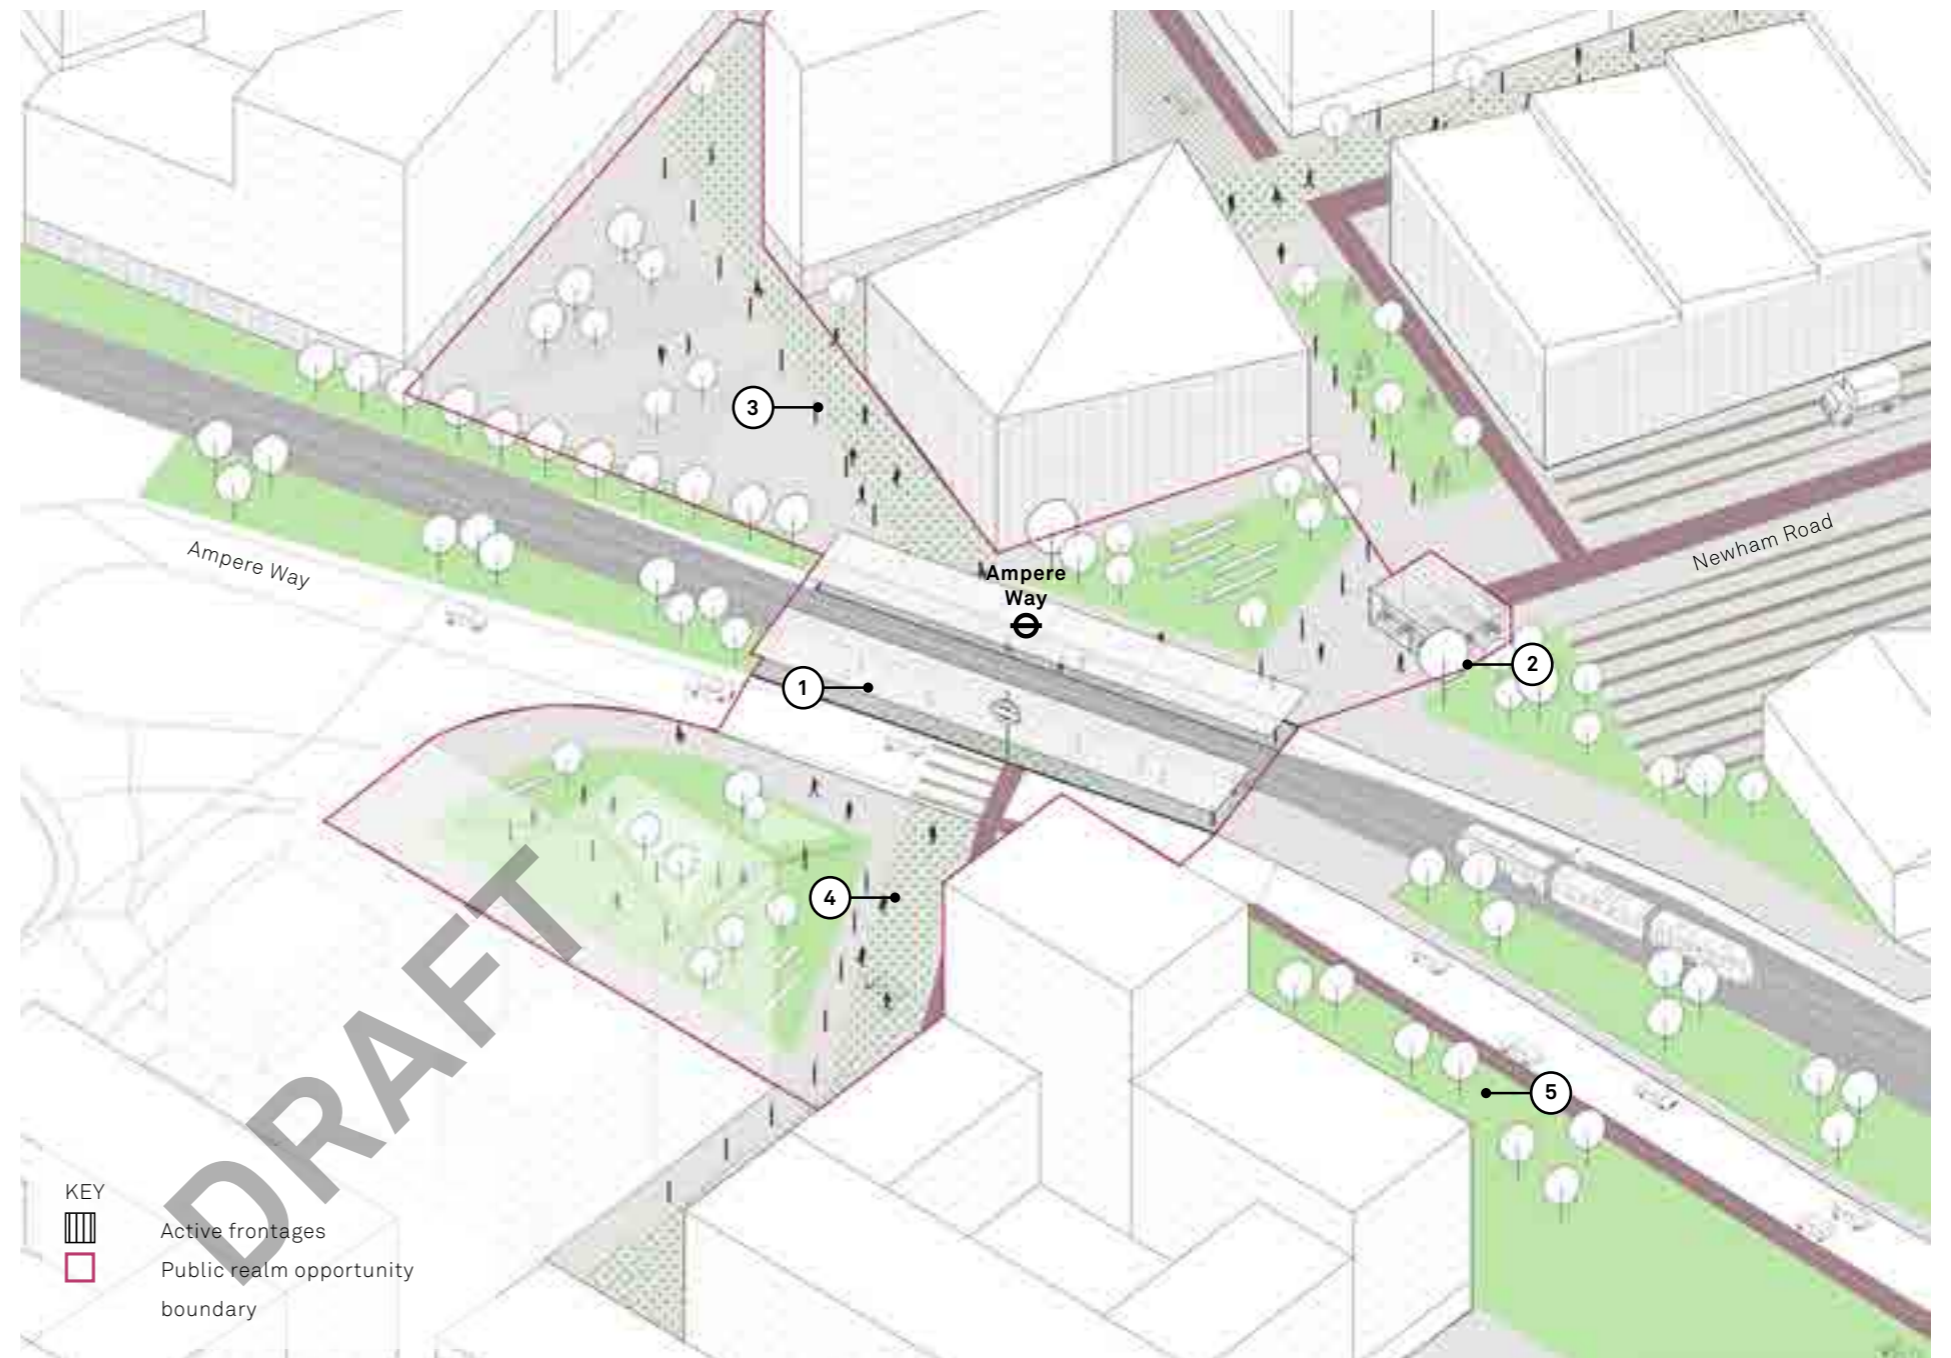 3
Ampere Way
Newham Road
Ampere
Way
2
1
4
5
DRAFT
KEY
Active frontages
Public realm opportunity
boundary